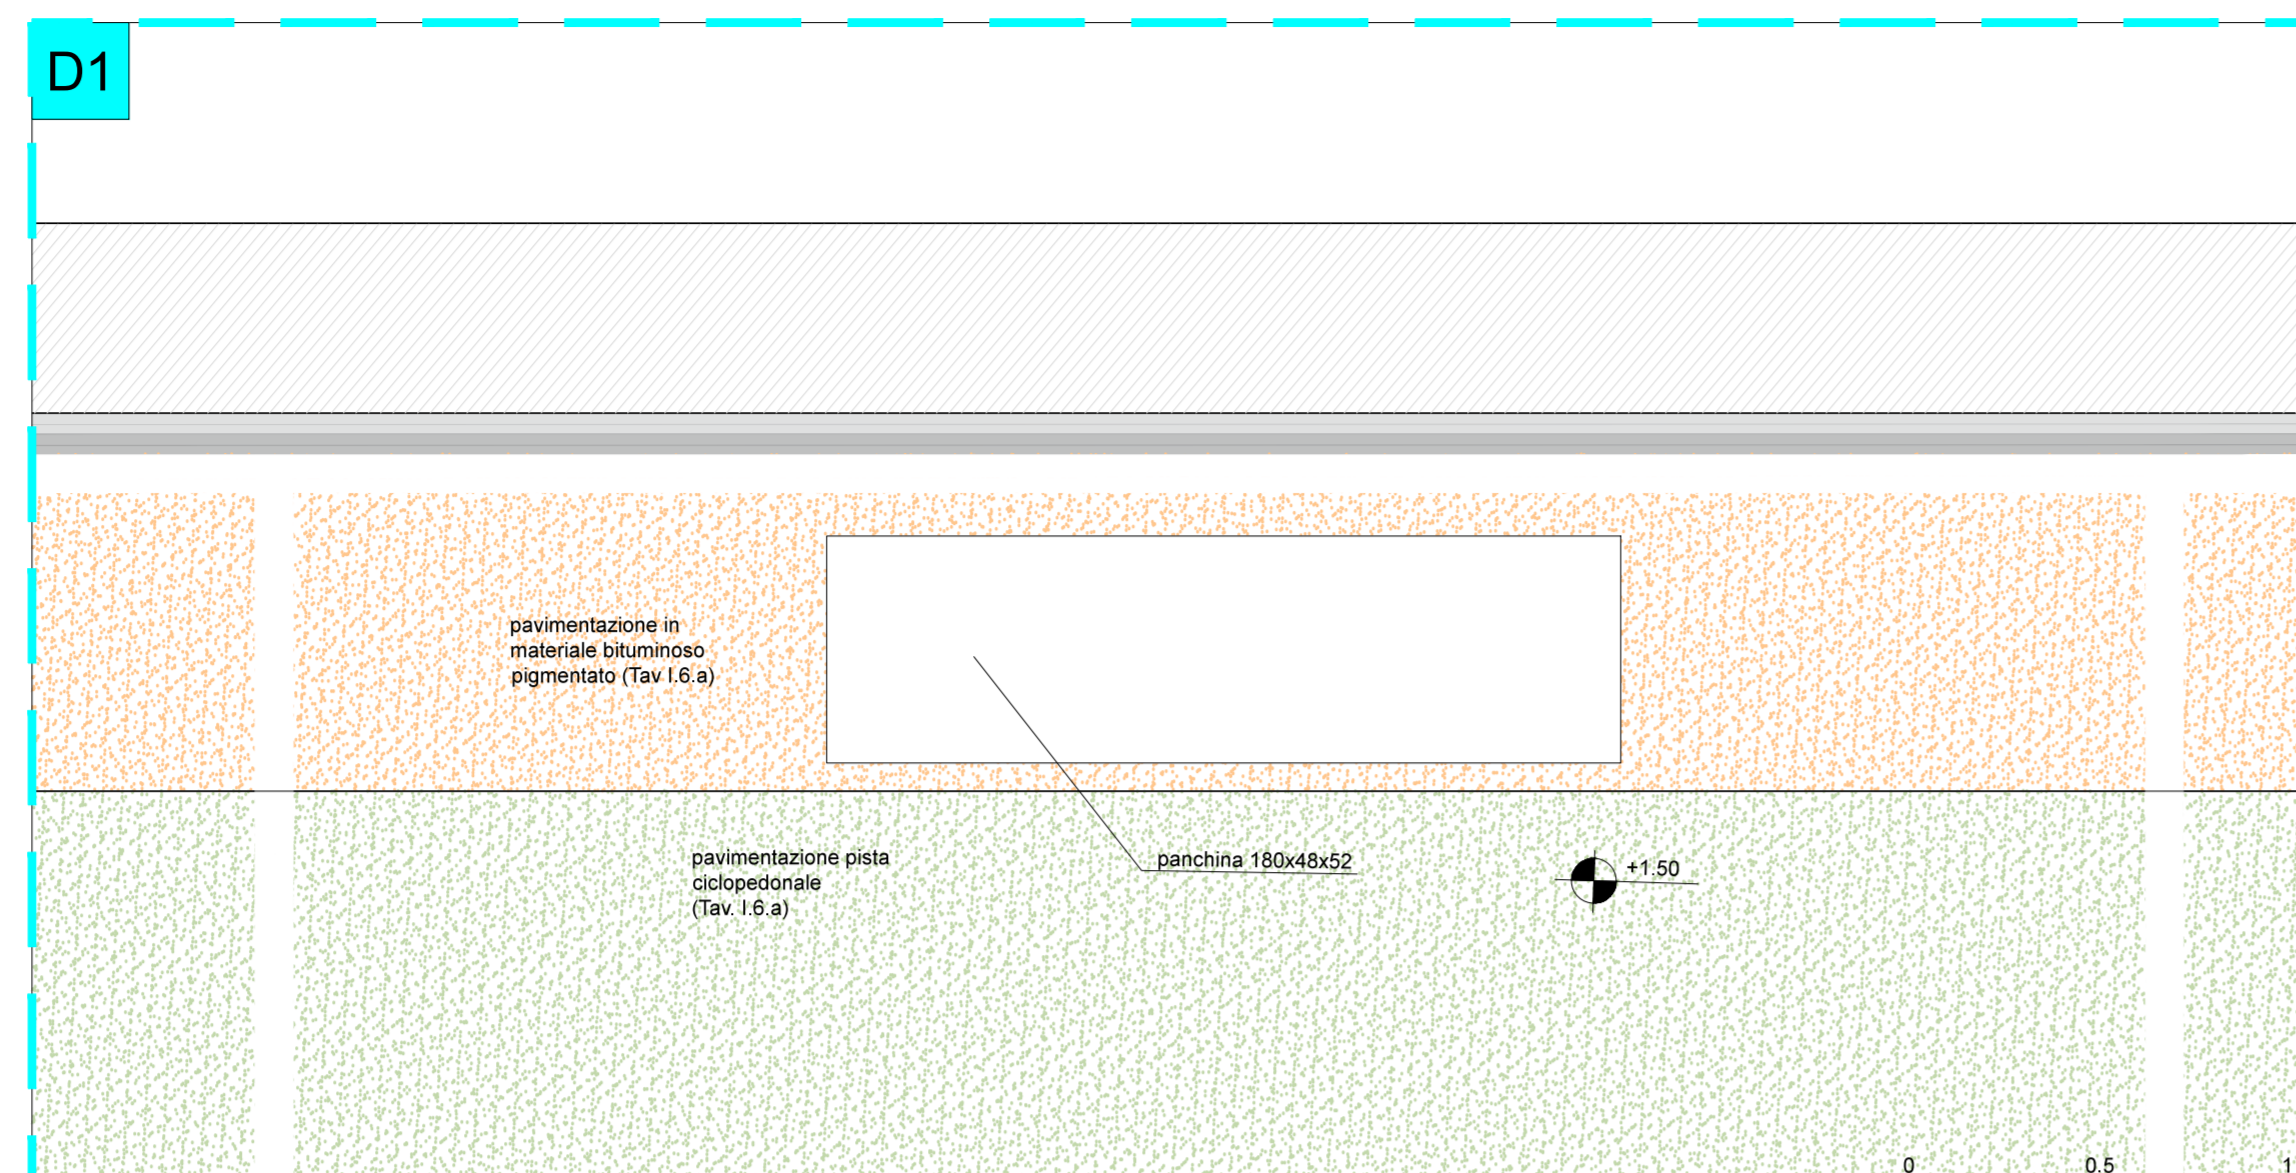 D1
pavimentazione in
materiale bituminoso
pigmentato (Tav I.6.a)
pavimentazione pista
ciclopedonale
(Tav. I.6.a)
panchina 180x48x52
+1.50
0 0.5 1